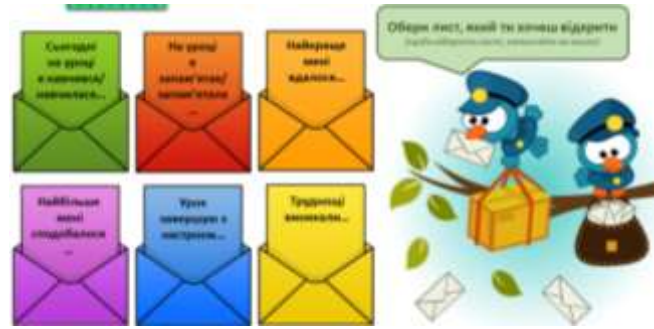 Сьогодні
на уроці
я навчився/
навчилася...
На уроці
я
запам'ятав/
запам'ятала
...
Найкраще
мені
вдалося...
Обери лист, який ти хочеш відкрити
Найбільше
мені
сподобалося
...
Урок
завершую з
настроєм...
Труднощі
виникали...